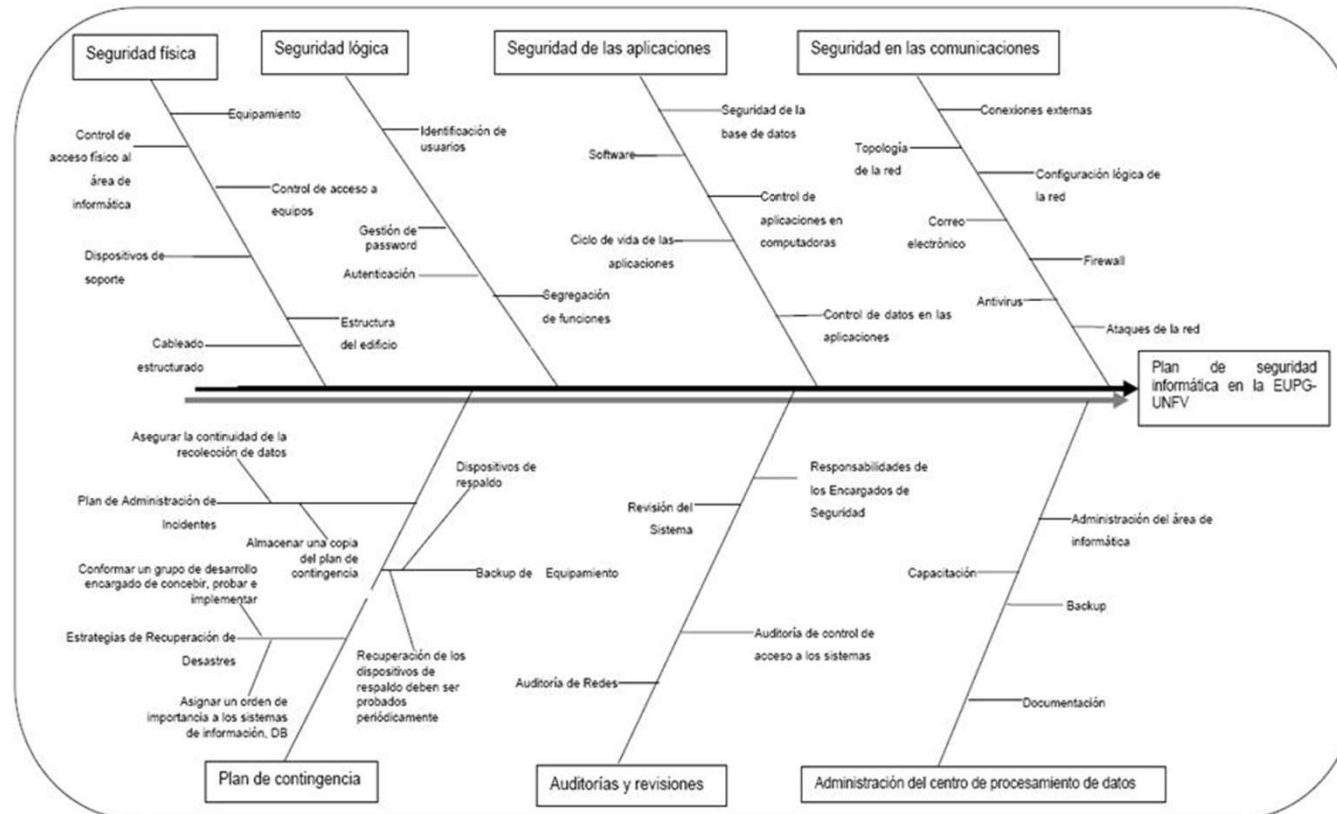 Seguridad física
Seguridad lógica
Seguridad de las aplicaciones
Seguridad en las comunicaciones
Equipamiento
Control de
acceso físico al
área de
informática
Control de acceso a
equipos
Dispositivos de
soporte
Estructura
del edificio
Cableado
estructurado
Identificación de
usuarios
Gestión de
password
Autenticación
Segregación
de funciones
Seguridad de la
base de datos
Software
Control de
aplicaciones en
computadoras
Ciclo de vida de las
aplicaciones
Control de datos en las
aplicaciones
Conexiones externas
Topología
de la red
Configuración lógica de
la red
Correo
electrónico
Firewall
Antivirus
Ataques de la red
Plan de seguridad
informática en la EUPG-
UNFV
Asegurar la continuidad de la
recolección de datos
Plan de Administración de
Incidentes
Almacenar una copia
del plan de
contingencia
Dispositivos de
respaldo
Backup de Equipamiento
Conformar un grupo de desarrollo
encargado de concebir, probar e
implementar
Estrategias de Recuperación de
Desastres
Asignar un orden de
importancia a los sistemas
de información, DB
Recuperación de los
dispositivos de
respaldo deben ser
probados
periódicamente
Responsabilidades de
los Encargados de
Seguridad
Revisión del
Sistema
Auditoría de control de
acceso a los sistemas
Auditoría de Redes
Administración del área de
informática
Capacitación
Backup
Documentación
Plan de contingencia
Auditorías y revisiones
Administración del centro de procesamiento de datos